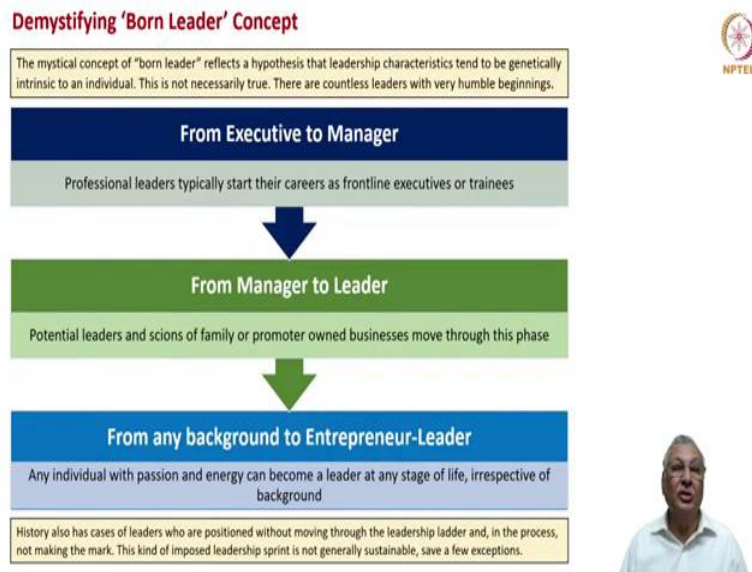 Demystifying 'Born Leader' Concept
The mystical concept of "born leader" reflects a hypothesis that leadership characteristics tend to be genetically
intrinsic to an individual. This is not necessarily true. There are countless leaders with very humble beginnings.
NPTEL
From Executive to Manager
Professional leaders typically start their careers as frontline executives or trainees
From Manager to Leader
Potential leaders and scions of family or promoter owned businesses move through this phase
From any background to Entrepreneur-Leader
Any individual with passion and energy can become a leader at any stage of life, irrespective of
background
History also has cases of leaders who are positioned without moving through the leadership ladder and, in the process,
not making the mark. This kind of imposed leadership sprint is not generally sustainable, save a few exceptions.